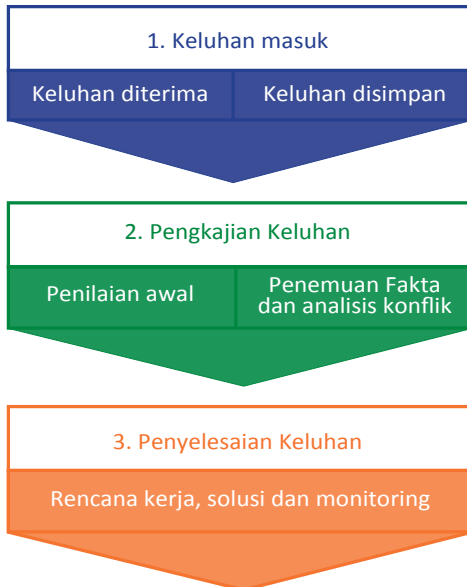 1. Keluhan masuk
Keluhan diterima
Keluhan disimpan
2. Pengkajian Keluhan
Penilaian awal
Penemuan Fakta
dan analisis konflik
3. Penyelesaian Keluhan
Rencana kerja, solusi dan monitoring